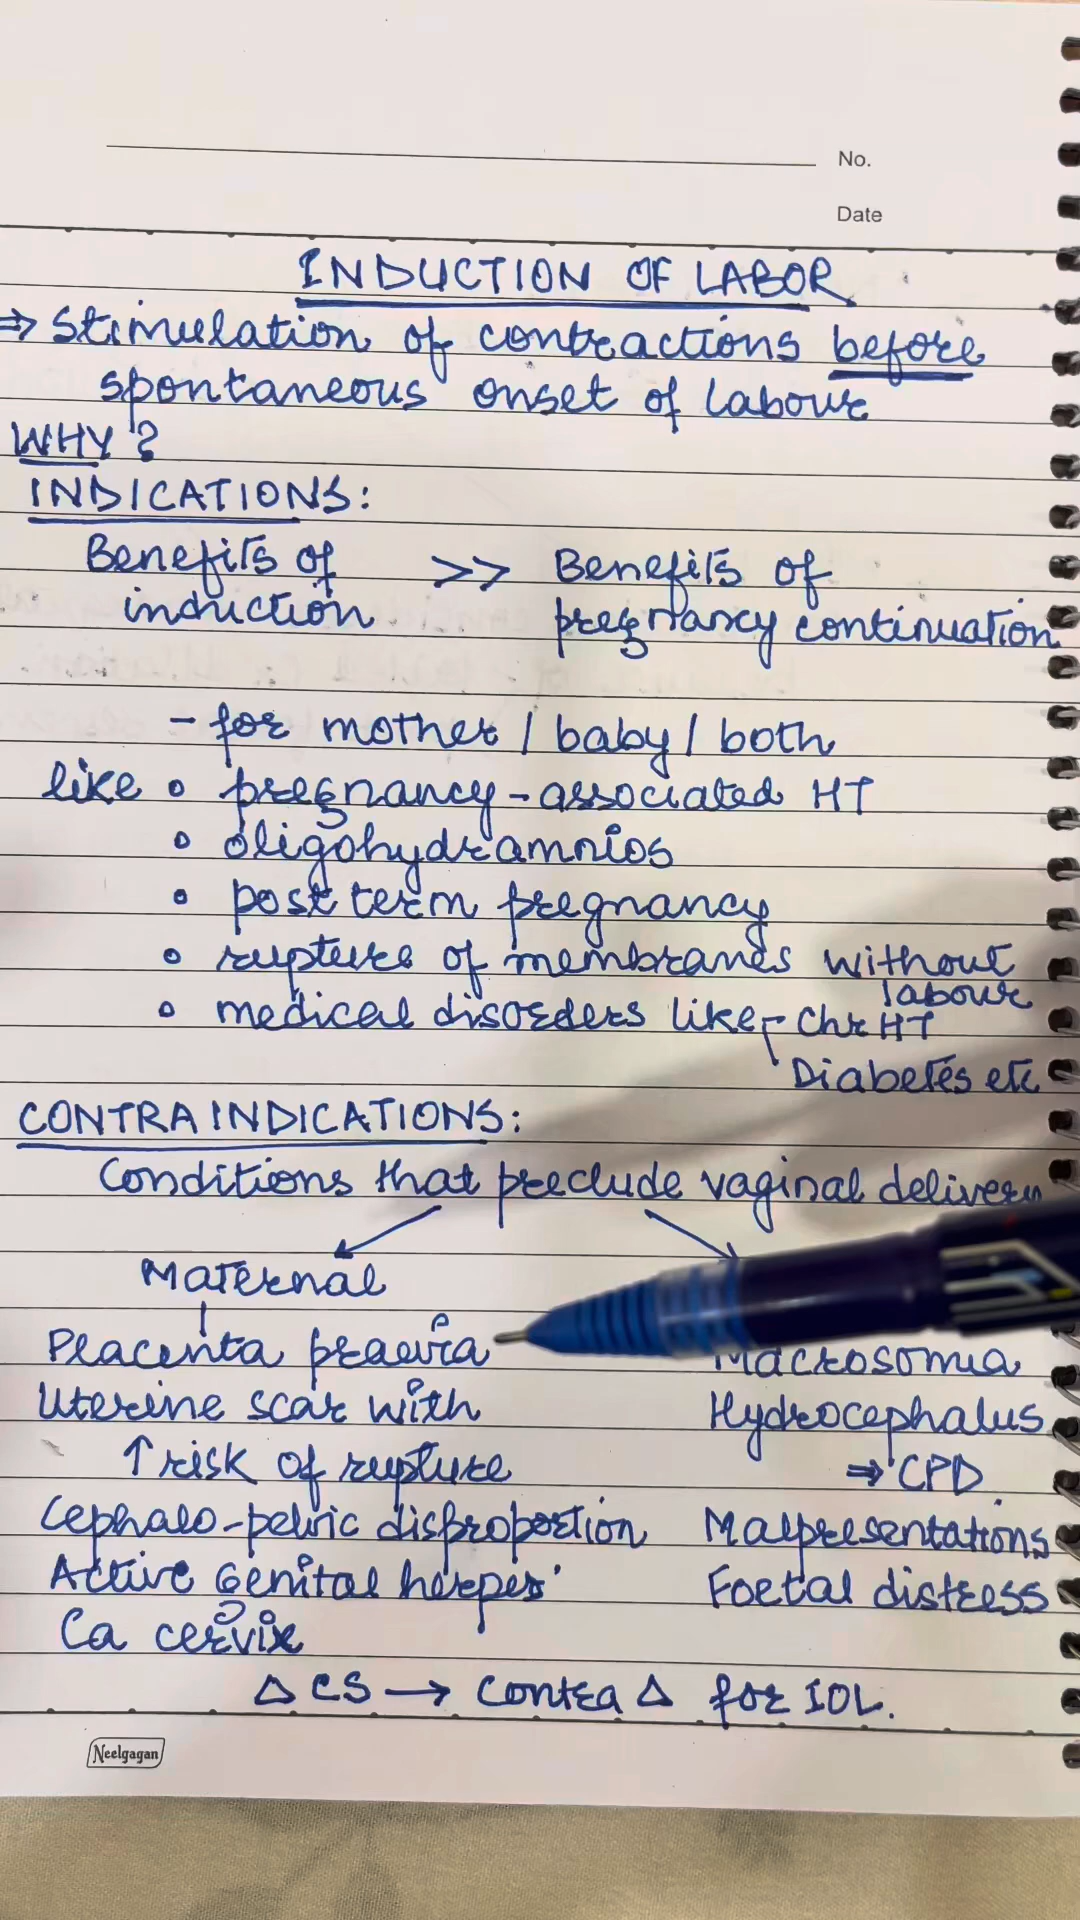 No.
Date
INDUCTION OF LABOR
⇒ Stimulation of contractions before
spontaneous onset of labour
WHY ?
INDICATIONS:
Benefits of >> Benefits of
induction pregnancy continuation
- for mother / baby / both
like • pregnancy-associated HT
• oligohydramnios
• post term pregnancy
• rupture of membranes without
labour
• medical disorders like - Chr HT
Diabetes etc
CONTRAINDICATIONS:
Conditions that preclude vaginal delivery
Maternal
Placenta praevia Macrosomia
Uterine scar with Hydrocephalus
↑ risk of rupture ⇒ CPD
Cephalo-pelvic disproportion Malpresentations
Active Genital herpes Foetal distress
Ca cervix
Δ CS → Contra Δ for IOL.
Neelgagan